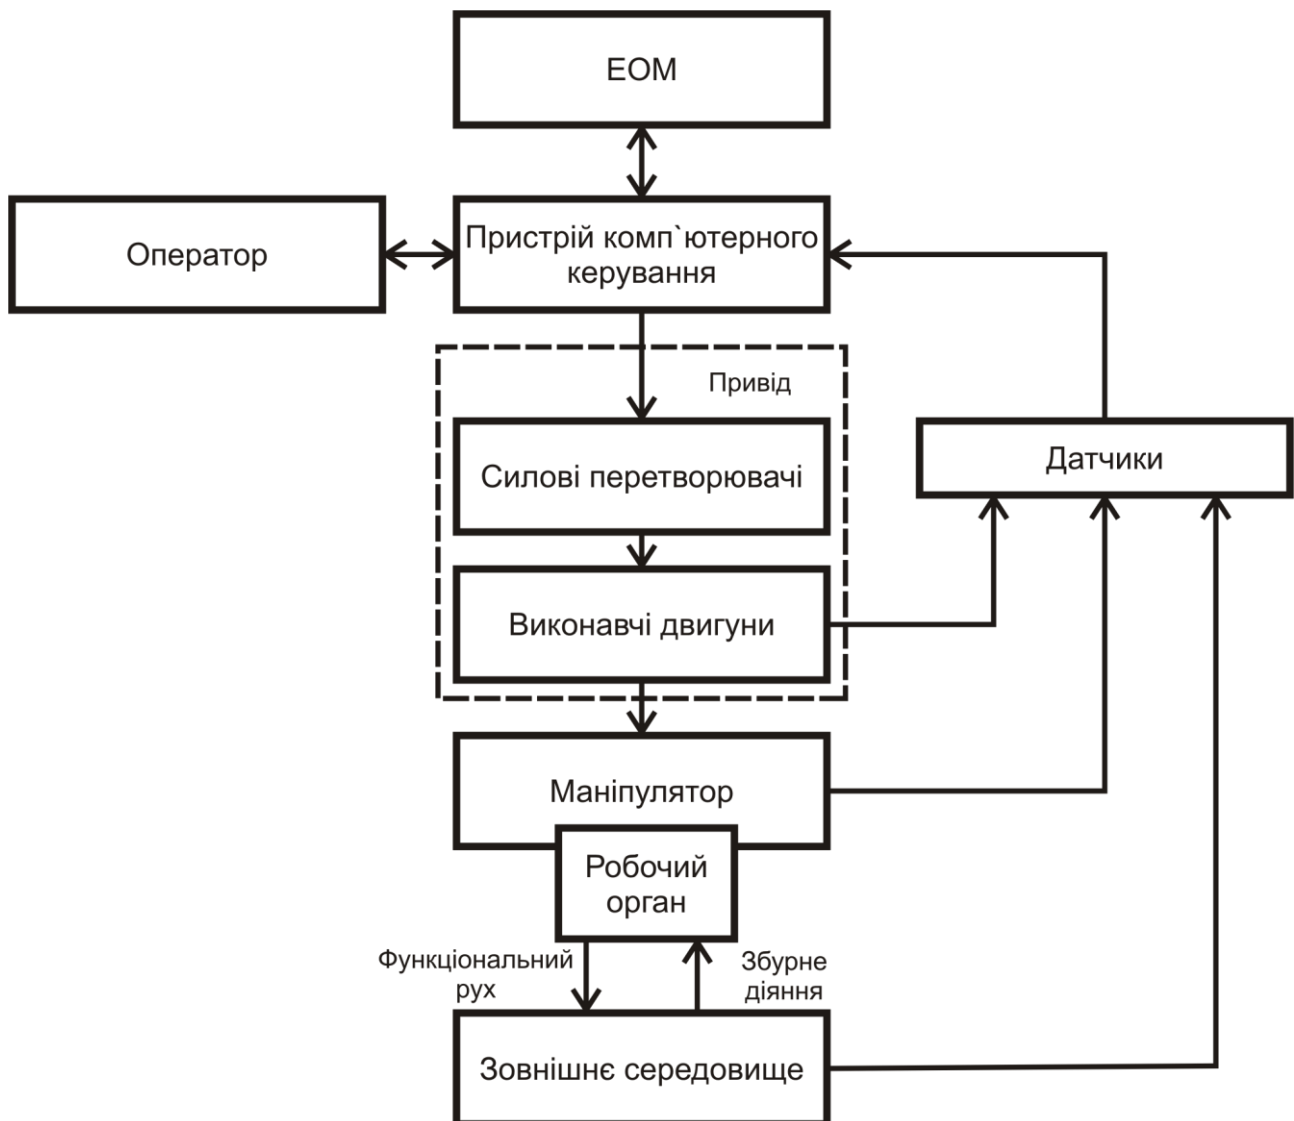 ЕОМ
Оператор
Пристрій комп`ютерного
керування
Привід
Силові перетворювачі
Датчики
Виконавчі двигуни
Маніпулятор
Робочий
орган
Функціональний
рух
Збурне
діяння
Зовнішнє середовище